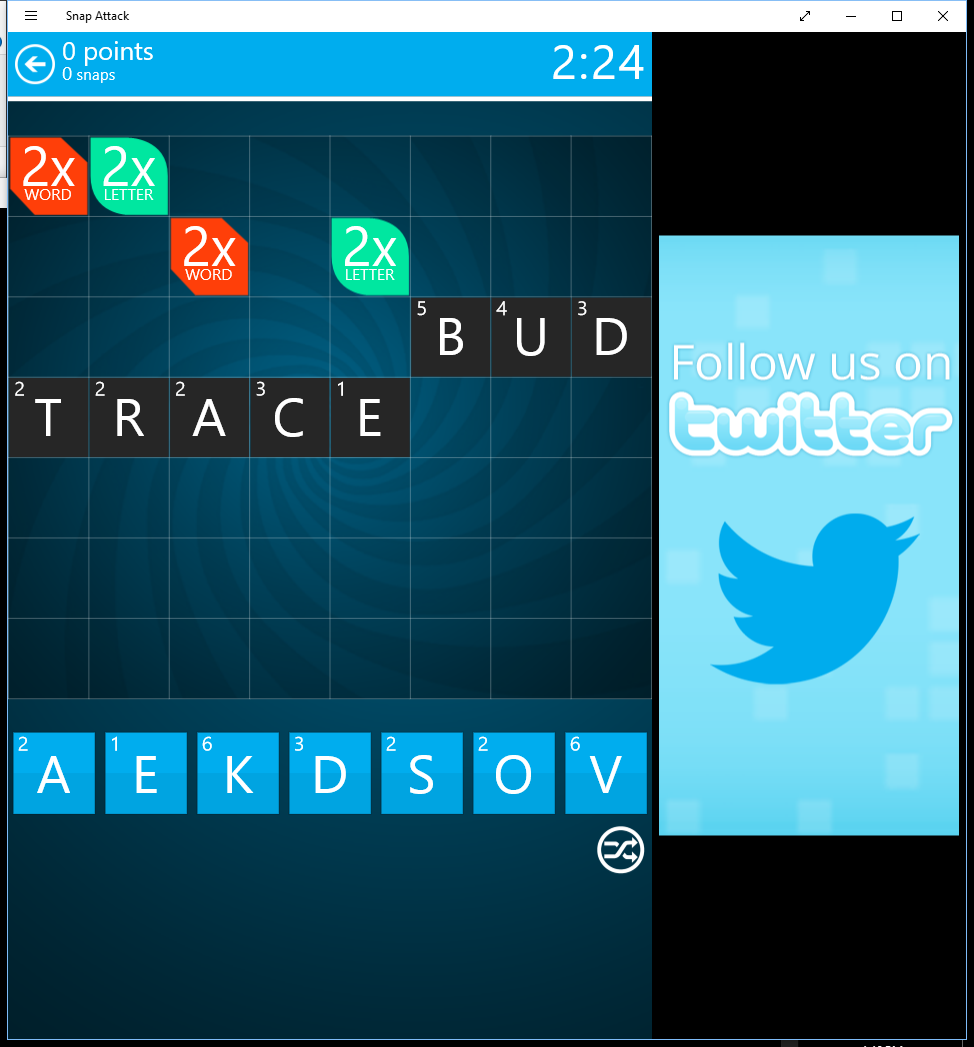 Snap Attack
0 points
0 snaps
2:24
2x
WORD
2x
LETTER
2x
WORD
2x
LETTER
5 B 4 U 3 D
2 T 2 R 2 A 3 C 1 E
2 A 1 E 6 K 3 D 2 S 2 O 6 V
Follow us on
twitter